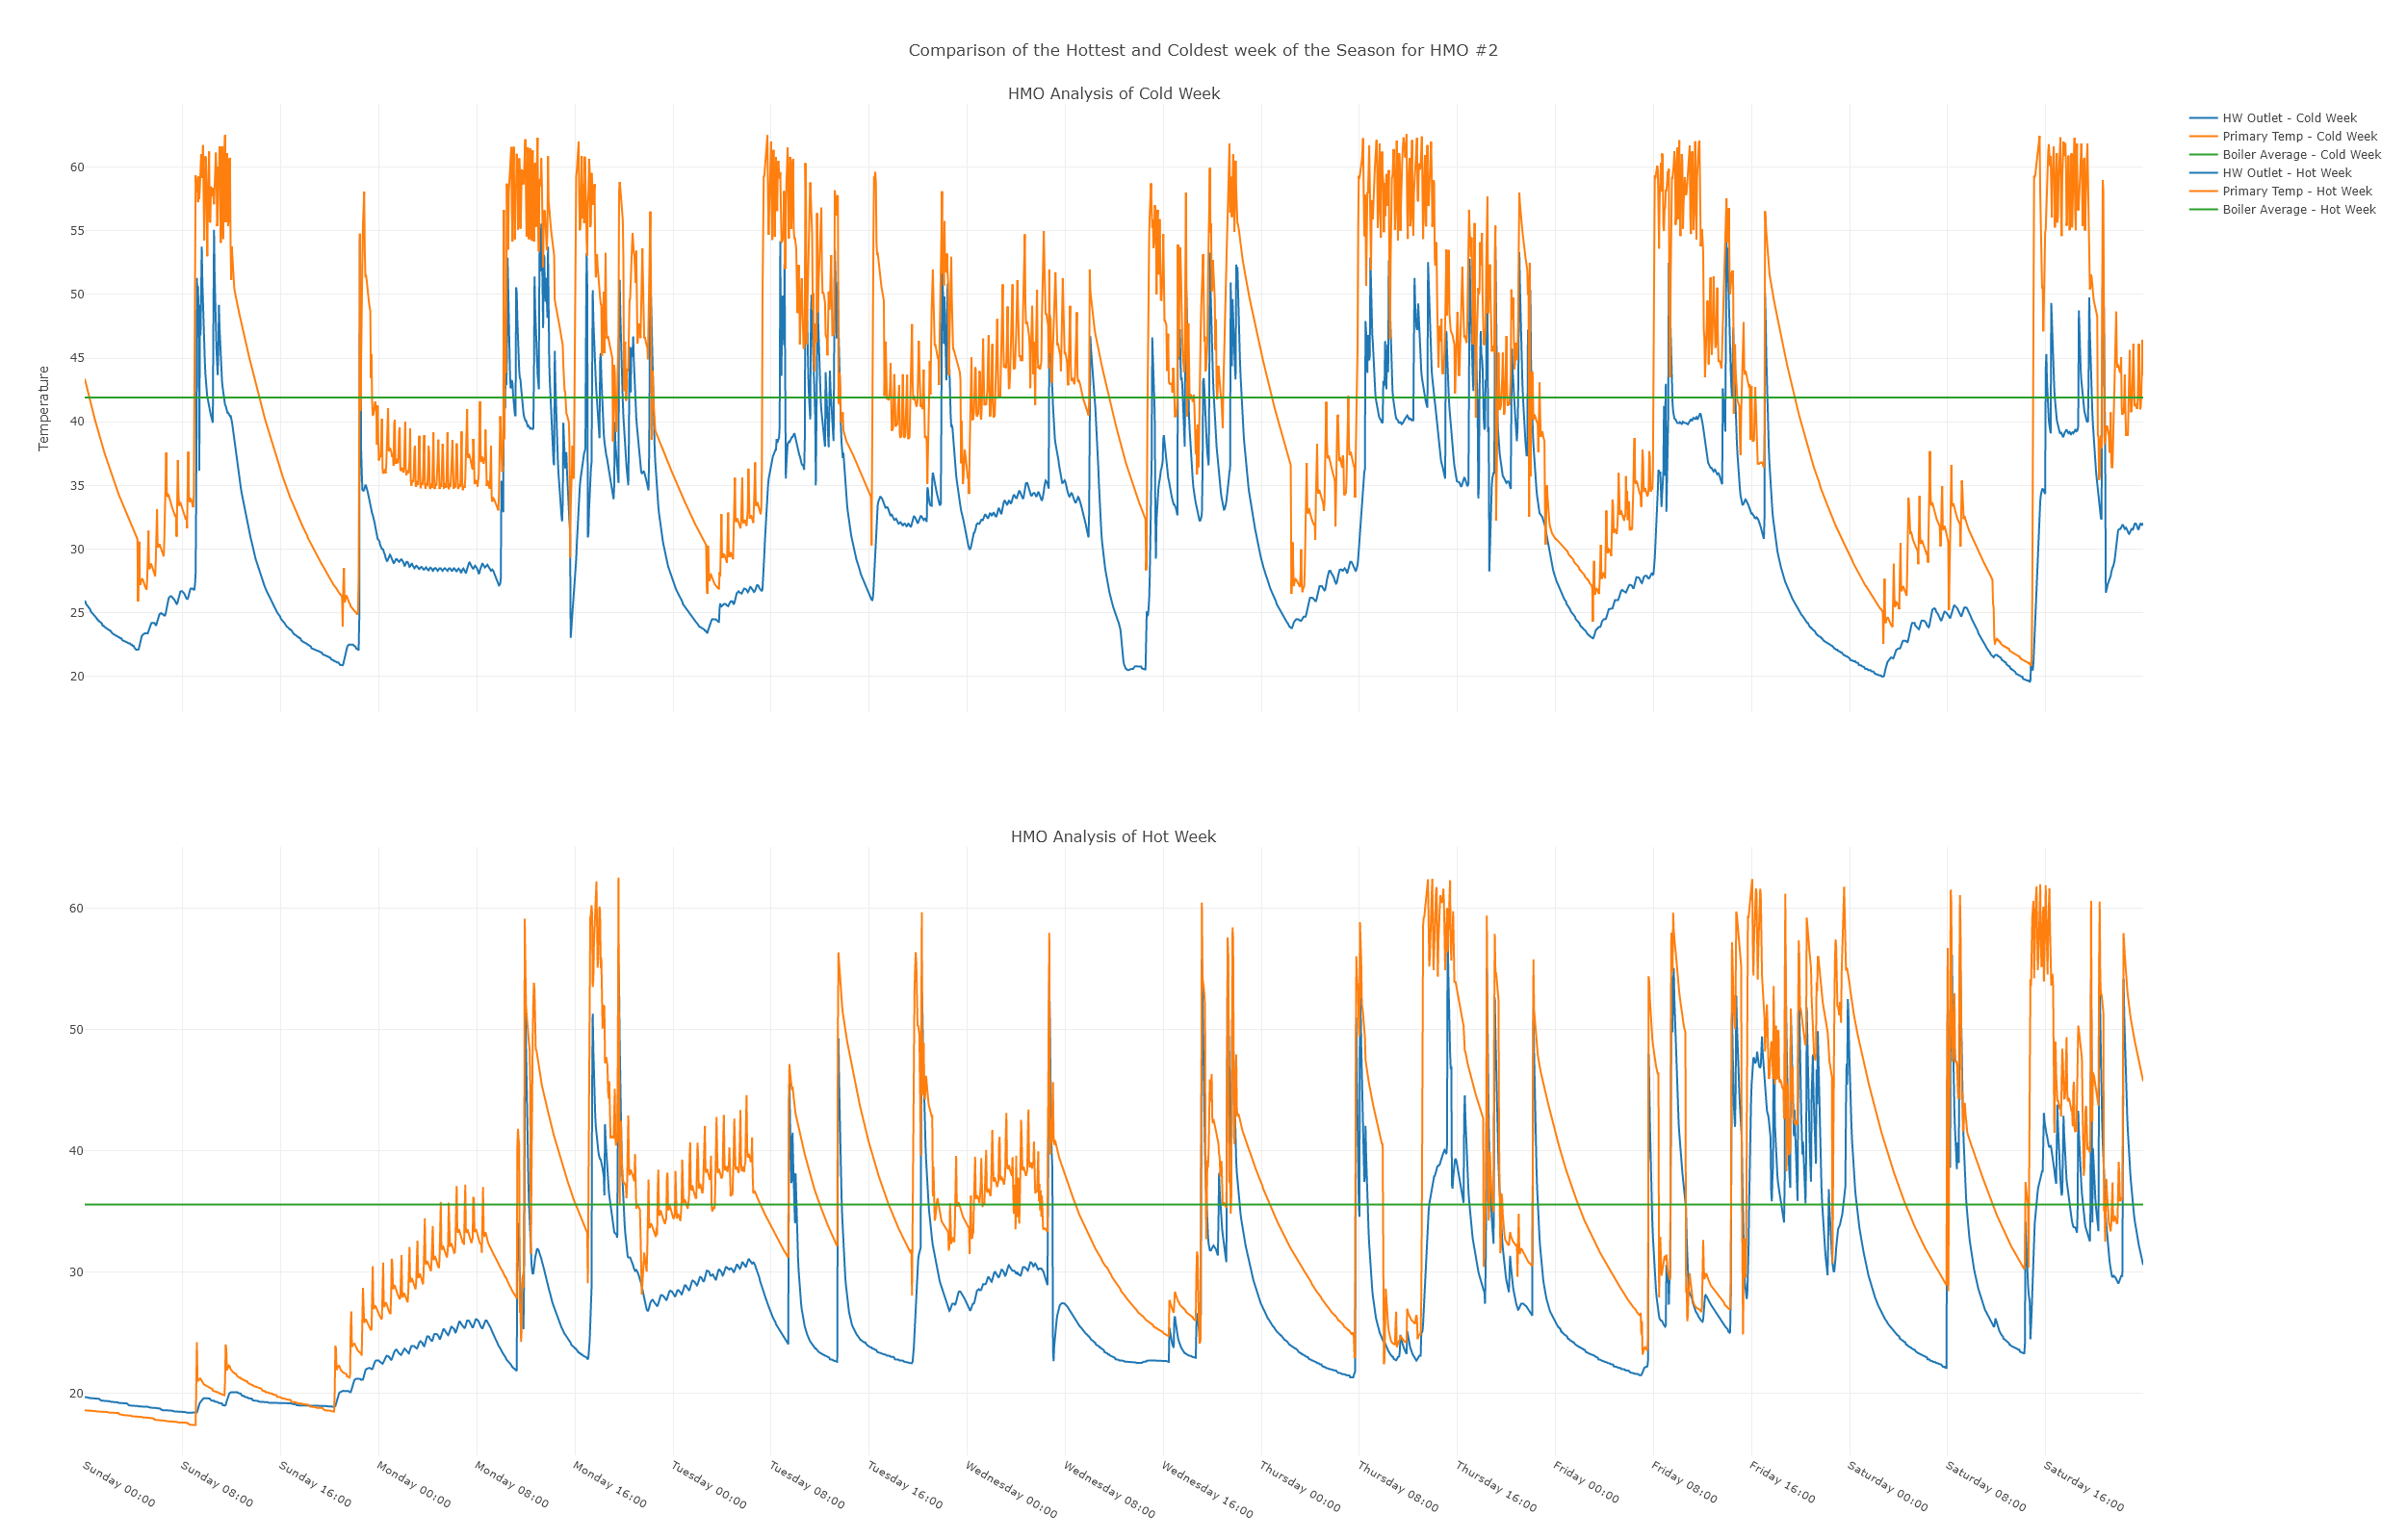 Comparison of the Hottest and Coldest week of the Season for HMO #2
HMO Analysis of Cold Week
HW Outlet - Cold Week
Primary Temp - Cold Week
Boiler Average - Cold Week
HW Outlet - Hot Week
Primary Temp - Hot Week
Boiler Average - Hot Week
Temperature
60
55
50
45
40
35
30
25
20
HMO Analysis of Hot Week
60
50
40
30
20
Sunday 00:00
Sunday 08:00
Sunday 16:00
Monday 00:00
Monday 08:00
Monday 16:00
Tuesday 00:00
Tuesday 08:00
Tuesday 16:00
Wednesday 00:00
Wednesday 08:00
Wednesday 16:00
Thursday 00:00
Thursday 08:00
Thursday 16:00
Friday 00:00
Friday 08:00
Friday 16:00
Saturday 00:00
Saturday 08:00
Saturday 16:00